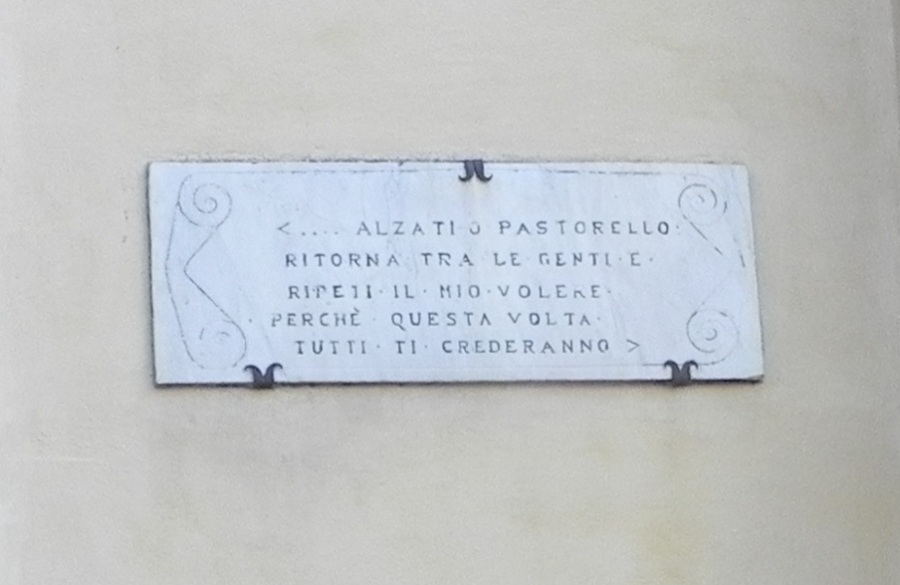 <.... ALZATI O PASTORELLO·
RITORNA TRA LE GENTI·E·
RIPETI·IL·MIO·VOLERE·
PERCHÈ·QUESTA VOLTA·
TUTTI·TI·CREDERANNO >